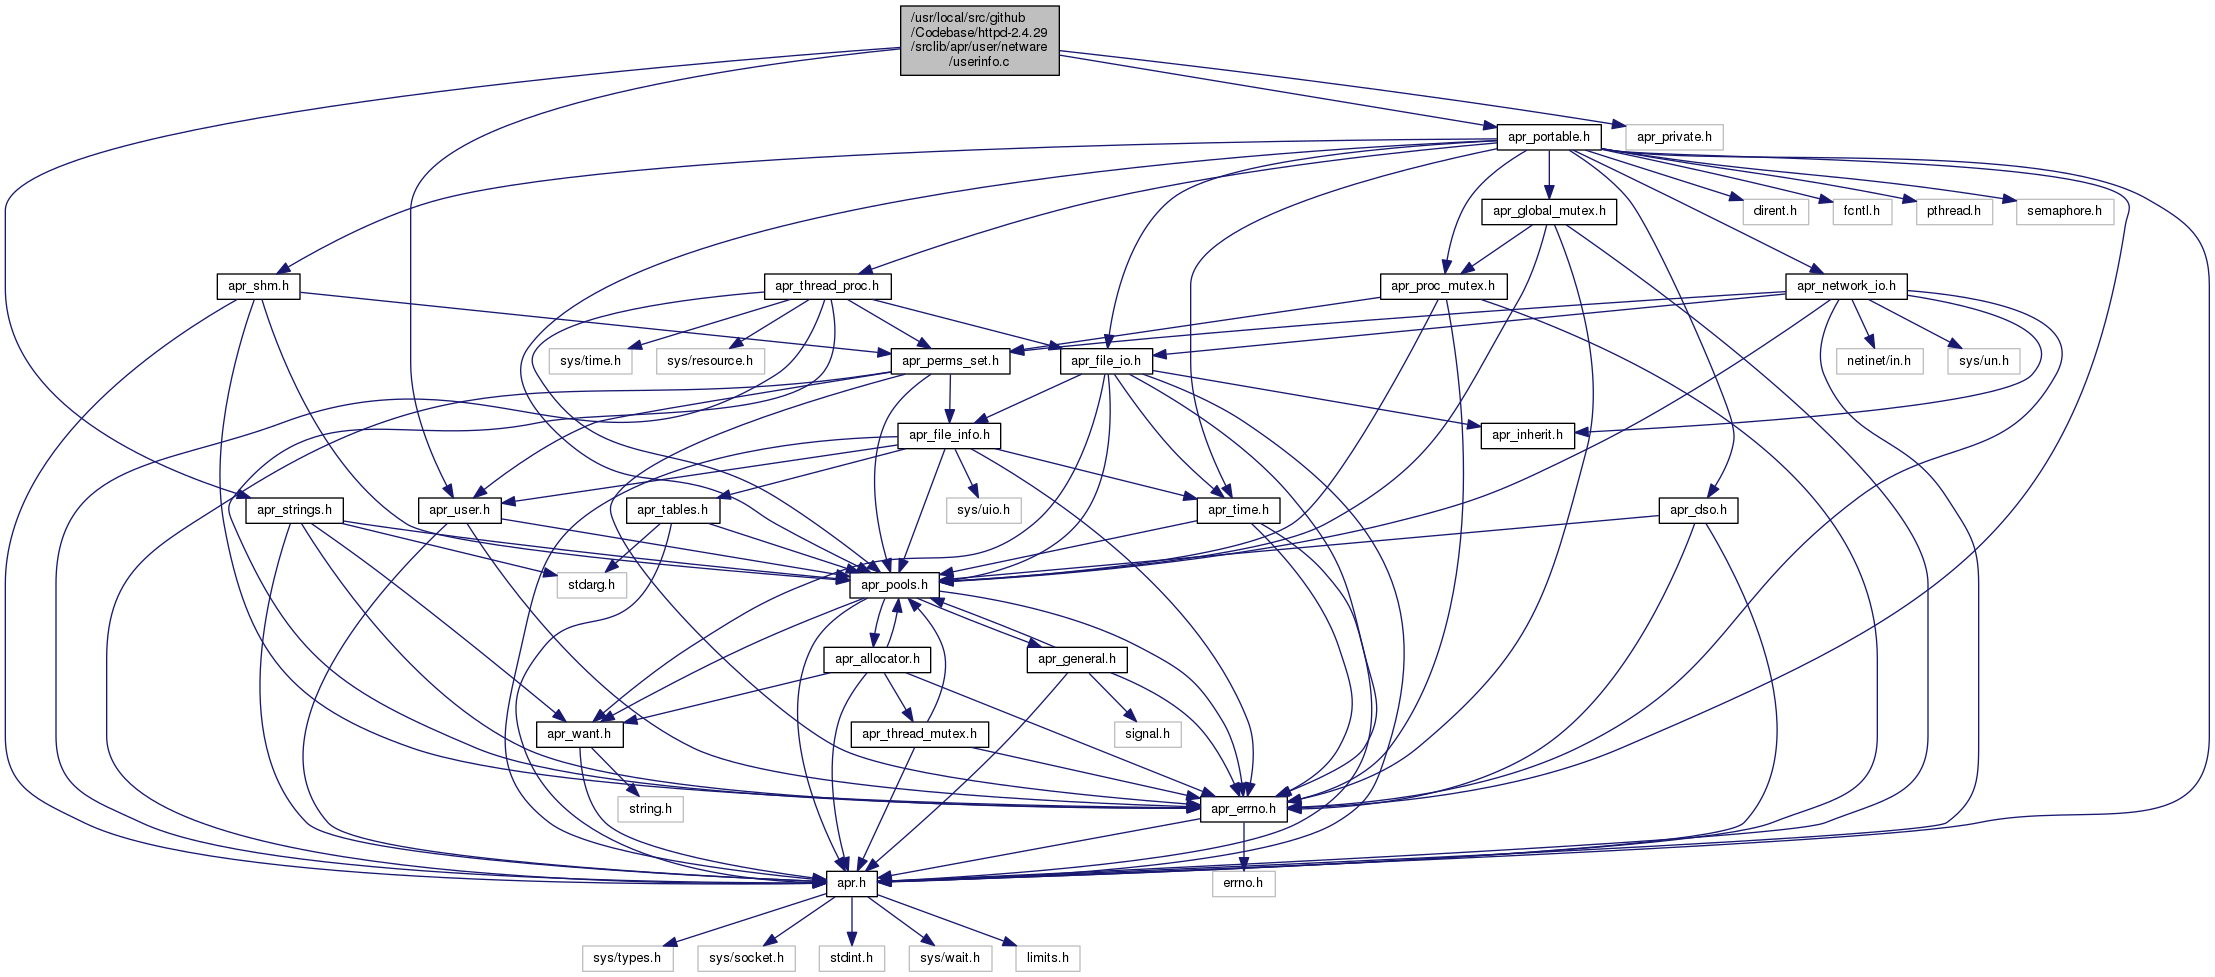 /usr/local/src/github
/Codebase/httpd-2.4.29
/srclib/apr/user/netware
/userinfo.c
apr_portable.h
apr_private.h
apr_global_mutex.h
dirent.h
fcntl.h
pthread.h
semaphore.h
apr_shm.h
apr_thread_proc.h
apr_proc_mutex.h
apr_network_io.h
sys/time.h
sys/resource.h
apr_perms_set.h
apr_file_io.h
netinet/in.h
sys/un.h
apr_file_info.h
apr_inherit.h
apr_strings.h
apr_user.h
apr_tables.h
sys/uio.h
apr_time.h
apr_dso.h
stdarg.h
apr_pools.h
apr_allocator.h
apr_general.h
apr_want.h
apr_thread_mutex.h
signal.h
string.h
apr_errno.h
apr.h
errno.h
sys/types.h
sys/socket.h
stdint.h
sys/wait.h
limits.h